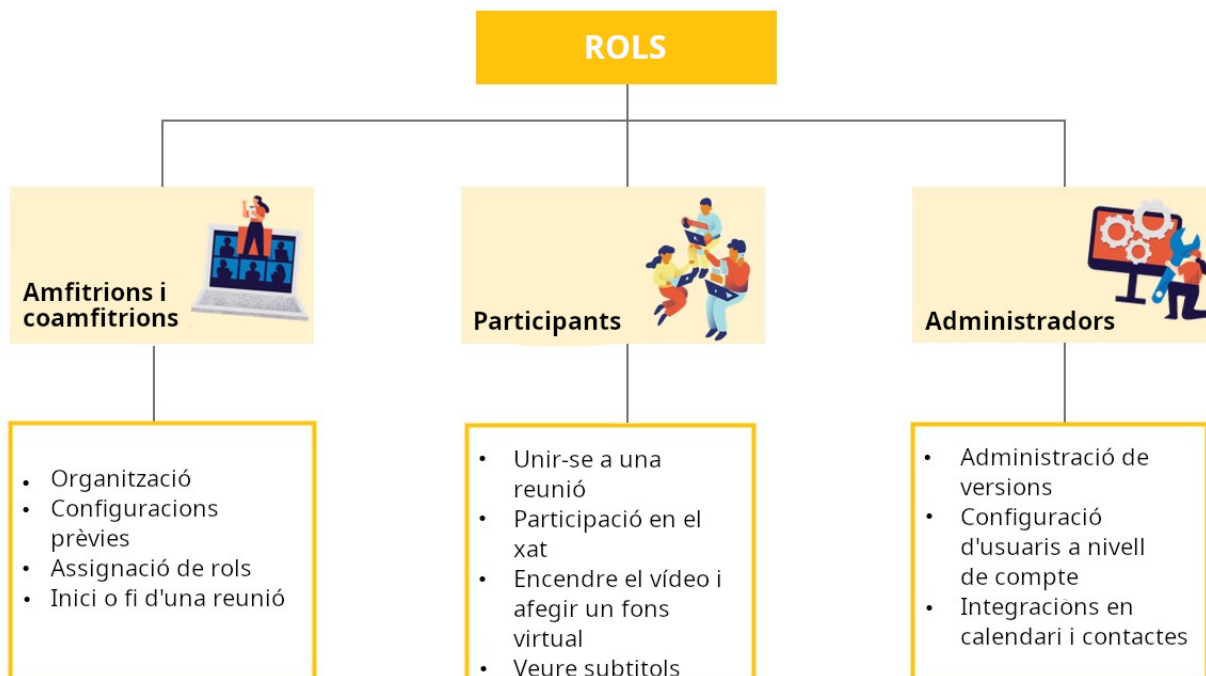 ROLS
Amfitrions i
coamfitrions
Participants
Administradors
• Organització
• Configuracions
prèvies
• Assignació de rols
• Inici o fi d'una reunió
• Unir-se a una
reunió
• Participació en el
xat
• Encendre el vídeo i
afegir un fons
virtual
• Veure subtitols
• Administració de
versions
• Configuració
d'usuaris a nivell
de compte
• Integraciòns en
calendari i contactes